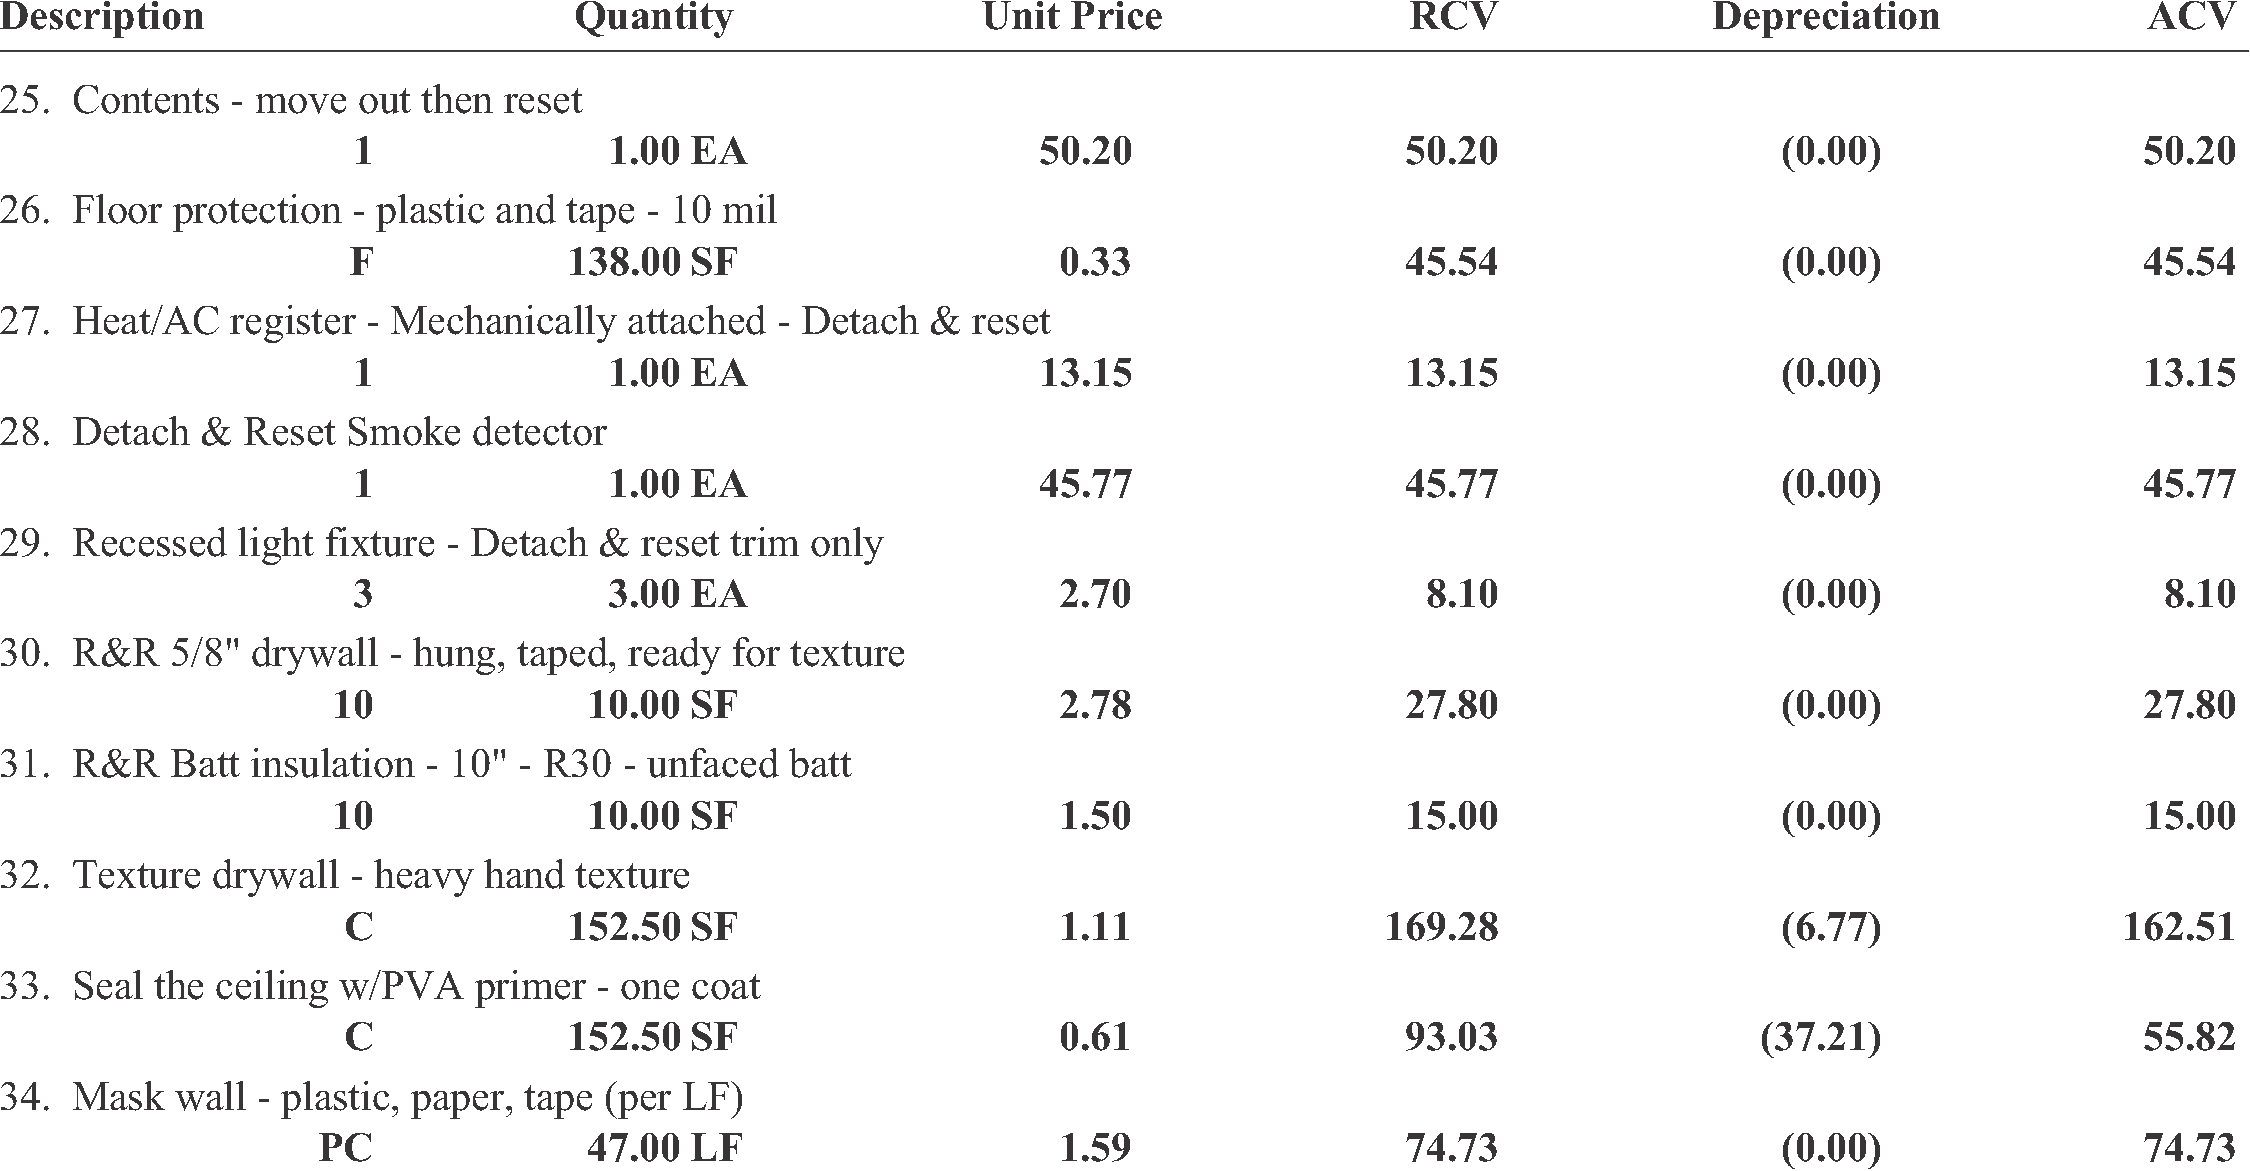 Description Quantity Unit Price RCV Depreciation ACV
25. Contents - move out then reset
1 1.00 EA 50.20 50.20 (0.00) 50.20
26. Floor protection - plastic and tape - 10 mil
F 138.00 SF 0.33 45.54 (0.00) 45.54
27. Heat/AC register - Mechanically attached - Detach & reset
1 1.00 EA 13.15 13.15 (0.00) 13.15
28. Detach & Reset Smoke detector
1 1.00 EA 45.77 45.77 (0.00) 45.77
29. Recessed light fixture - Detach & reset trim only
3 3.00 EA 2.70 8.10 (0.00) 8.10
30. R&R 5/8" drywall - hung, taped, ready for texture
10 10.00 SF 2.78 27.80 (0.00) 27.80
31. R&R Batt insulation - 10" - R30 - unfaced batt
10 10.00 SF 1.50 15.00 (0.00) 15.00
32. Texture drywall - heavy hand texture
C 152.50 SF 1.11 169.28 (6.77) 162.51
33. Seal the ceiling w/PVA primer - one coat
C 152.50 SF 0.61 93.03 (37.21) 55.82
34. Mask wall - plastic, paper, tape (per LF)
PC 47.00 LF 1.59 74.73 (0.00) 74.73